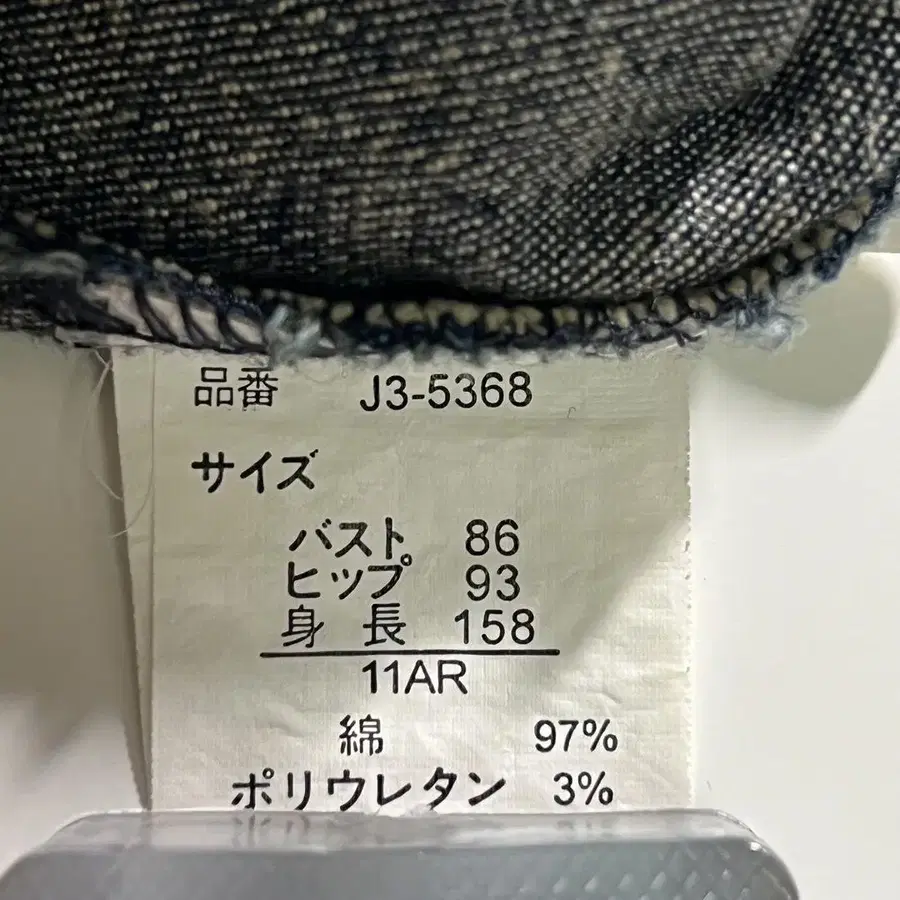 品番 J3-5368
サイズ
バスト 86
ヒップ 93
身長 158
11AR
綿 97%
ポリウレタン 3%